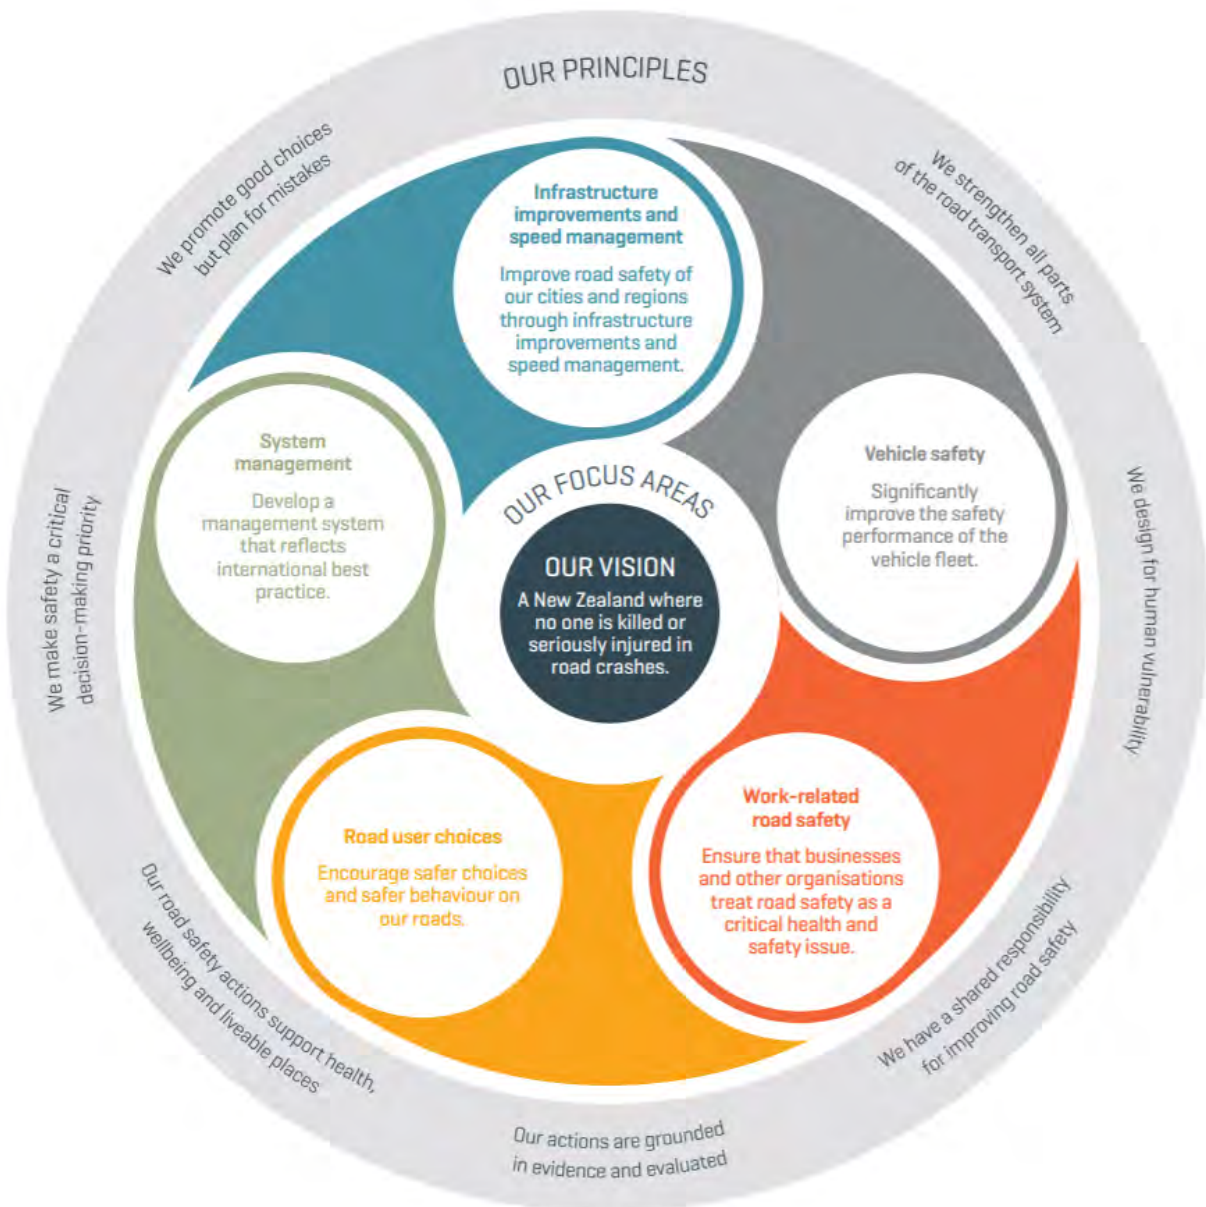 OUR PRINCIPLES
We promote good choices
but plan for mistakes
We strengthen all parts
of the road transport system
We design for human vulnerability
We have a shared responsibility
for improving road safety
Our actions are grounded
in evidence and evaluated
Our road safety actions support health,
wellbeing and liveable places
We make safety a critical
decision-making priority
Infrastructure
improvements and
speed management
Improve road safety of
our cities and regions
through infrastructure
improvements and
speed management.
Vehicle safety
Significantly
improve the safety
performance of the
vehicle fleet.
Work-related
road safety
Ensure that businesses
and other organisations
treat road safety as a
critical health and
safety issue.
Road user choices
Encourage safer choices
and safer behaviour on
our roads.
System
management
Develop a
management system
that reflects
international best
practice.
OUR FOCUS AREAS
OUR VISION
A New Zealand where
no one is killed or
seriously injured in
road crashes.